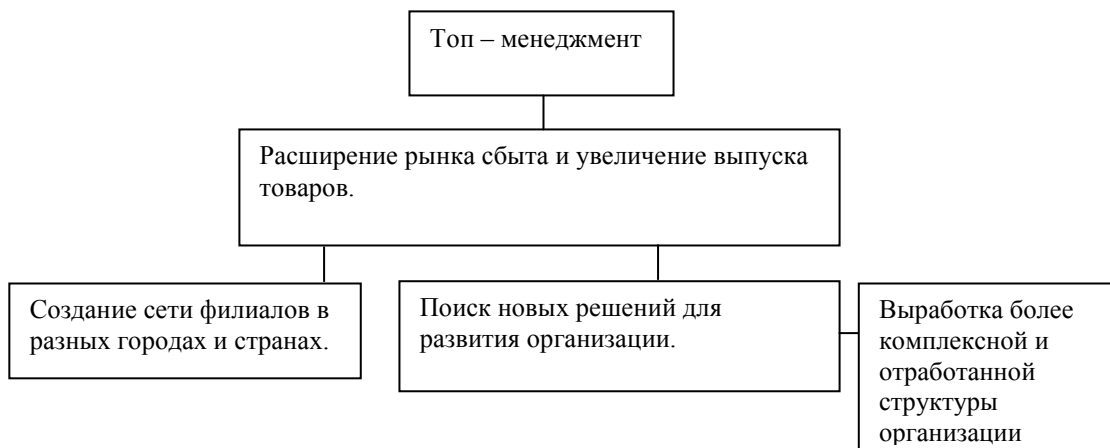 Топ – менеджмент
Расширение рынка сбыта и увеличение выпуска
товаров.
Создание сети филиалов в
разных городах и странах.
Поиск новых решений для
развития организации.
Выработка более
комплексной и
отработанной
структуры
организации